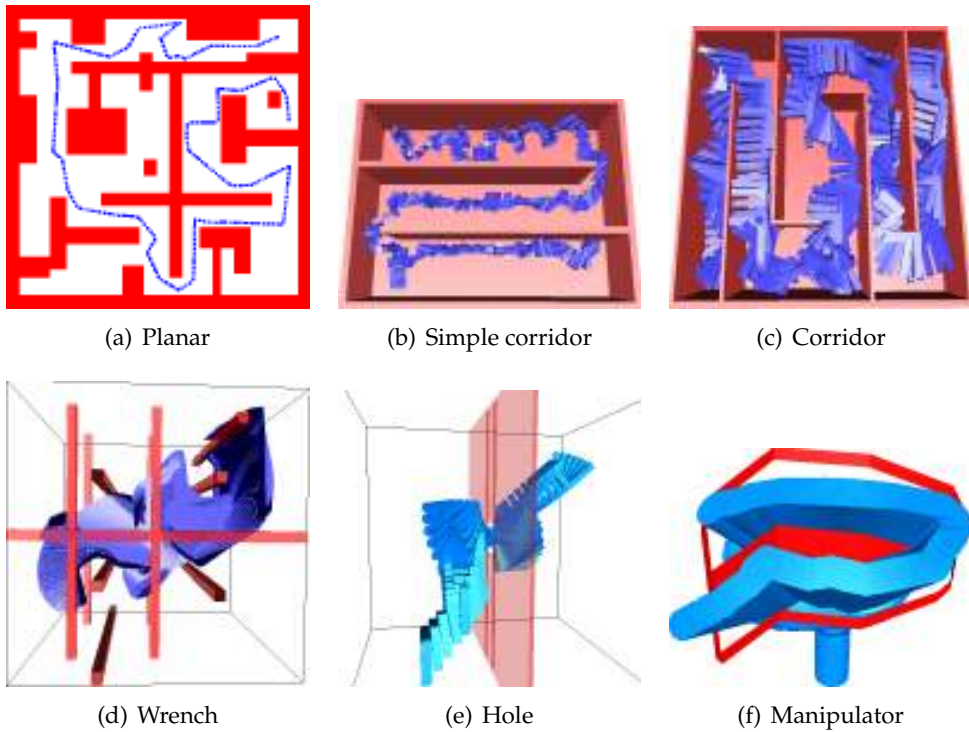 (a) Planar
(b) Simple corridor
(c) Corridor
(d) Wrench
(e) Hole
(f) Manipulator